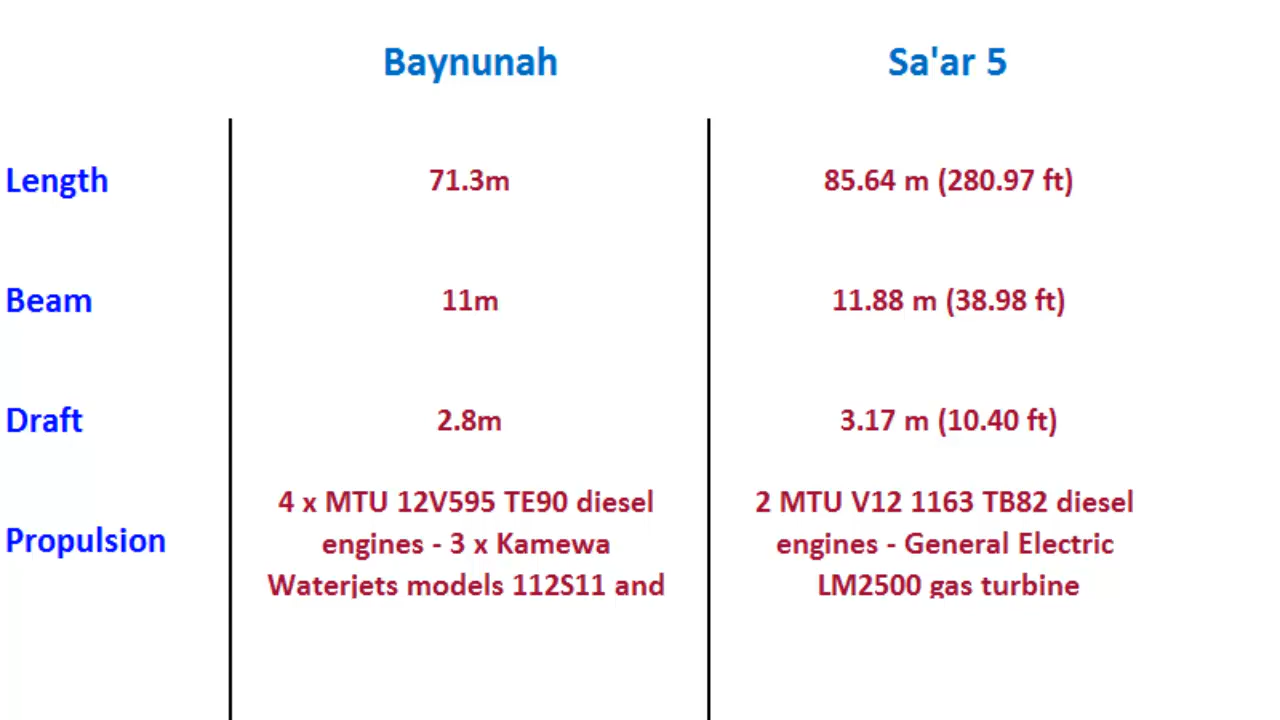 Baynunah Sa'ar 5
Length 71.3m 85.64 m (280.97 ft)
Beam 11m 11.88 m (38.98 ft)
Draft 2.8m 3.17 m (10.40 ft)
Propulsion
4 x MTU 12V595 TE90 diesel
engines - 3 x Kamewa
Waterjets models 112S11 and
2 MTU V12 1163 TB82 diesel
engines - General Electric
LM2500 gas turbine